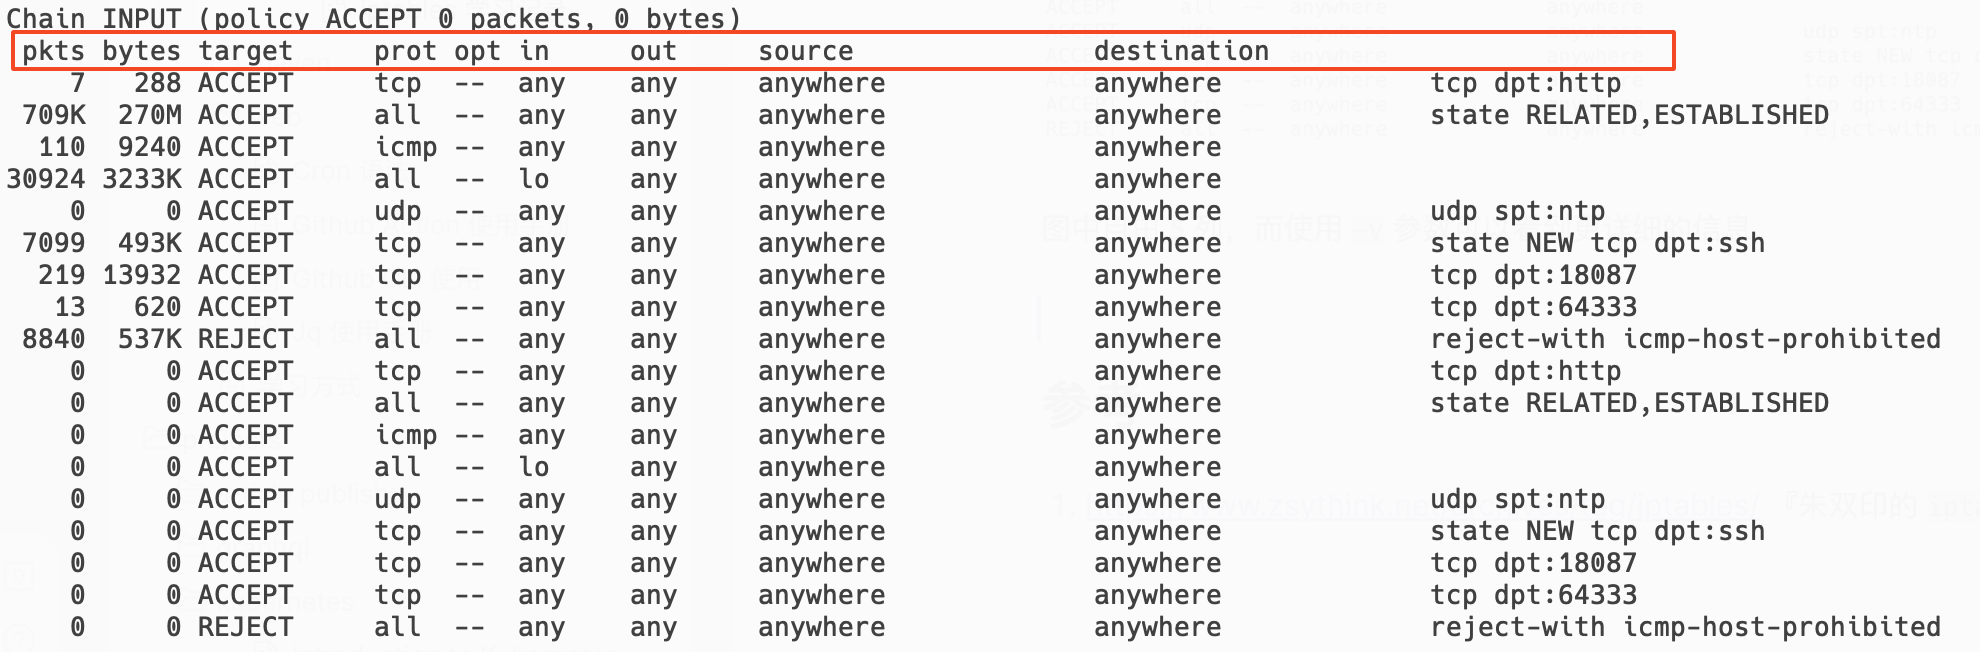 Chain INPUT (policy ACCEPT 0 packets, 0 bytes)
pkts bytes target prot opt in out source destination
7 288 ACCEPT tcp -- any any anywhere anywhere tcp dpt:http
709K 270M ACCEPT all -- any any anywhere anywhere state RELATED,ESTABLISHED
110 9240 ACCEPT icmp -- any any anywhere anywhere
30924 3233K ACCEPT all -- lo any anywhere anywhere
0 0 ACCEPT udp -- any any anywhere anywhere udp spt:ntp
7099 493K ACCEPT tcp -- any any anywhere anywhere state NEW tcp dpt:ssh
219 13932 ACCEPT tcp -- any any anywhere anywhere tcp dpt:18087
13 620 ACCEPT tcp -- any any anywhere anywhere tcp dpt:64333
8840 537K REJECT all -- any any anywhere anywhere reject-with icmp-host-prohibited
0 0 ACCEPT tcp -- any any anywhere anywhere tcp dpt:http
0 0 ACCEPT all -- any any anywhere anywhere state RELATED,ESTABLISHED
0 0 ACCEPT icmp -- any any anywhere anywhere
0 0 ACCEPT all -- lo any anywhere anywhere
0 0 ACCEPT udp -- any any anywhere anywhere udp spt:ntp
0 0 ACCEPT tcp -- any any anywhere anywhere state NEW tcp dpt:ssh
0 0 ACCEPT tcp -- any any anywhere anywhere tcp dpt:18087
0 0 ACCEPT tcp -- any any anywhere anywhere tcp dpt:64333
0 0 REJECT all -- any any anywhere anywhere reject-with icmp-host-prohibited